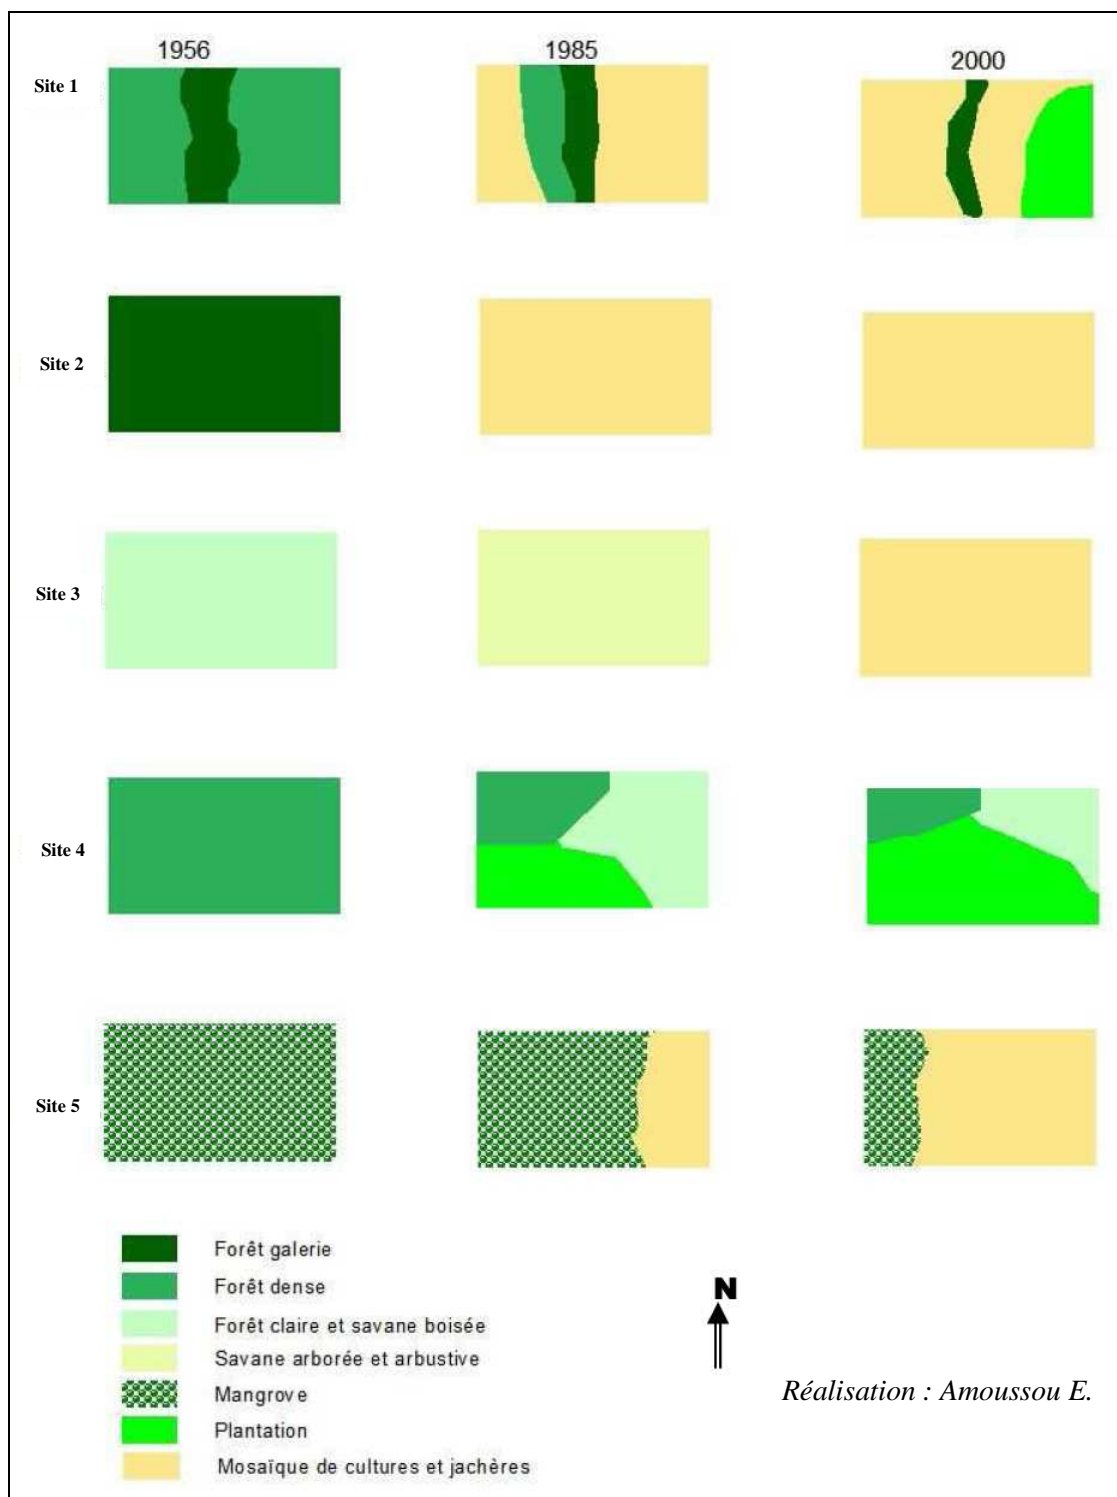 1956
1985
2000
Site 1
Site 2
Site 3
Site 4
Site 5
Forêt galerie
Forêt dense
Forêt claire et savane boisée
Savane arborée et arbustive
Mangrove
Plantation
Mosaïque de cultures et jachères
N
Réalisation : Amoussou E.